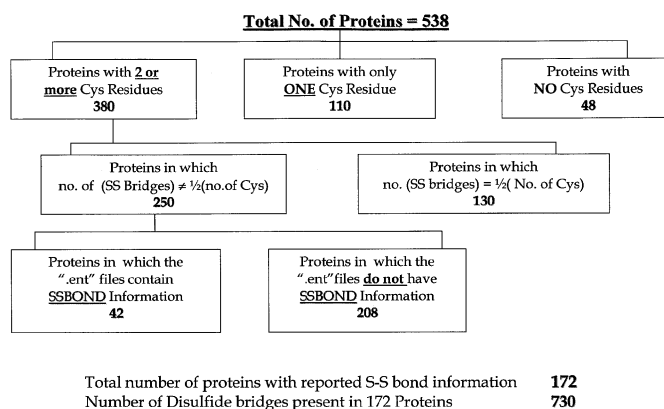 Total No. of Proteins = 538
Proteins with 2 or
more Cys Residues
380
Proteins with only
ONE Cys Residue
110
Proteins with
NO Cys Residues
48
Proteins in which
no. of (SS Bridges) ≠ ½(no.of Cys)
250
Proteins in which
no. (SS bridges) = ½( No. of Cys)
130
Proteins in which the
".ent" files contain
SSBOND Information
42
Proteins in which the
".ent"files do not have
SSBOND Information
208
Total number of proteins with reported S-S bond information 172
Number of Disulfide bridges present in 172 Proteins 730